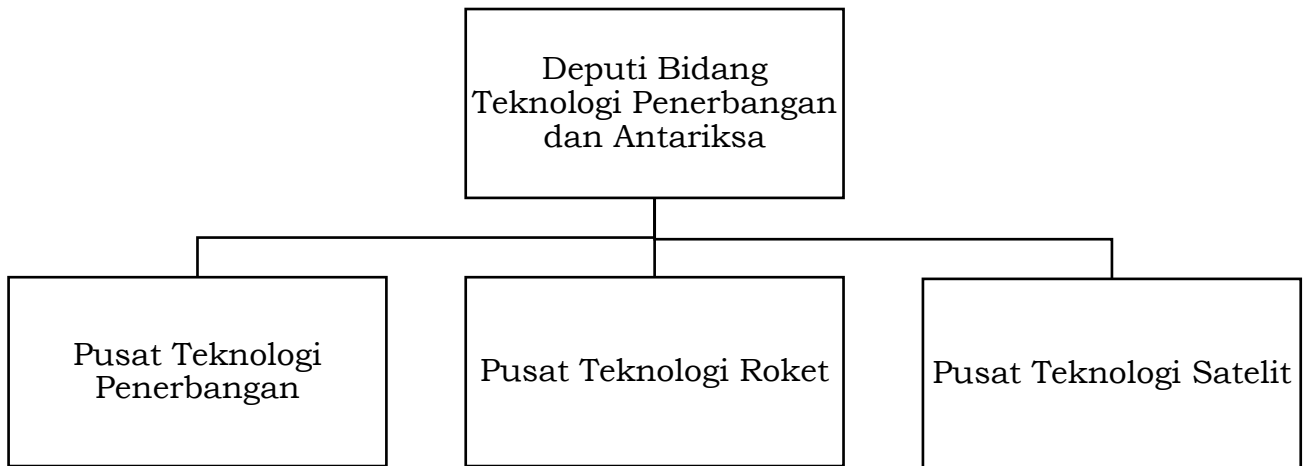 Deputi Bidang
Teknologi Penerbangan
dan Antariksa
Pusat Teknologi
Penerbangan
Pusat Teknologi Roket
Pusat Teknologi Satelit